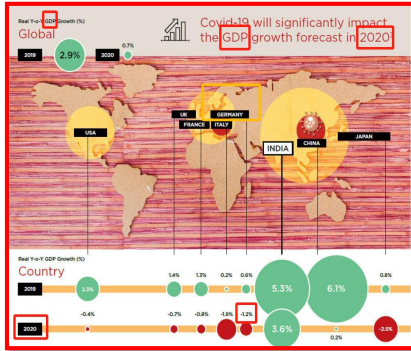 Real Y-o-Y GDP Growth (%)
Global
2019 2.9% 2020 0.7%
Covid-19 will significantly impact
the GDP growth forecast in 2020
USA
UK GERMANY
FRANCE ITALY
INDIA
CHINA
JAPAN
Real Y-o-Y GDP Growth (%)
Country
2019 2.3% 1.4% 1.3% 0.2% 0.6% 5.3% 6.1% 0.8%
2020 -0.4% -0.7% -0.8% -1.9% -1.2% 3.6% 0.2% -2.5%